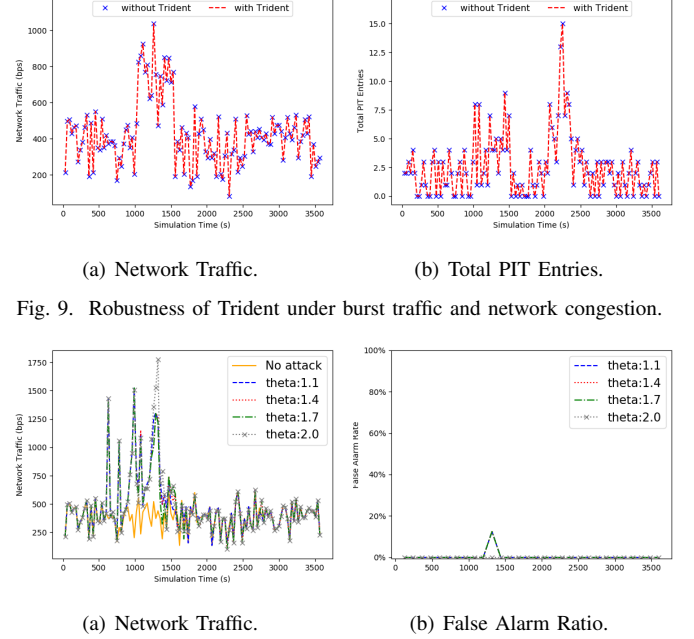 without Trident with Trident
without Trident with Trident
1000
800
600
400
200
Network Traffic (bps)
0 500 1000 1500 2000 2500 3000 3500
Simulation Time (s)
15.0
12.5
10.0
7.5
5.0
2.5
0.0
Total PIT Entries
0 500 1000 1500 2000 2500 3000 3500
Simulation Time (s)
(a) Network Traffic.
(b) Total PIT Entries.
Fig. 9. Robustness of Trident under burst traffic and network congestion.
1750
1500
1250
1000
750
500
250
Network Traffic (bps)
No attack
theta:1.1
theta:1.4
theta:1.7
theta:2.0
0 500 1000 1500 2000 2500 3000 3500
Simulation Time (s)
100%
80%
60%
40%
20%
0%
False Alarm Rate
theta:1.1
theta:1.4
theta:1.7
theta:2.0
0 500 1000 1500 2000 2500 3000 3500
Simulation Time (s)
(a) Network Traffic.
(b) False Alarm Ratio.